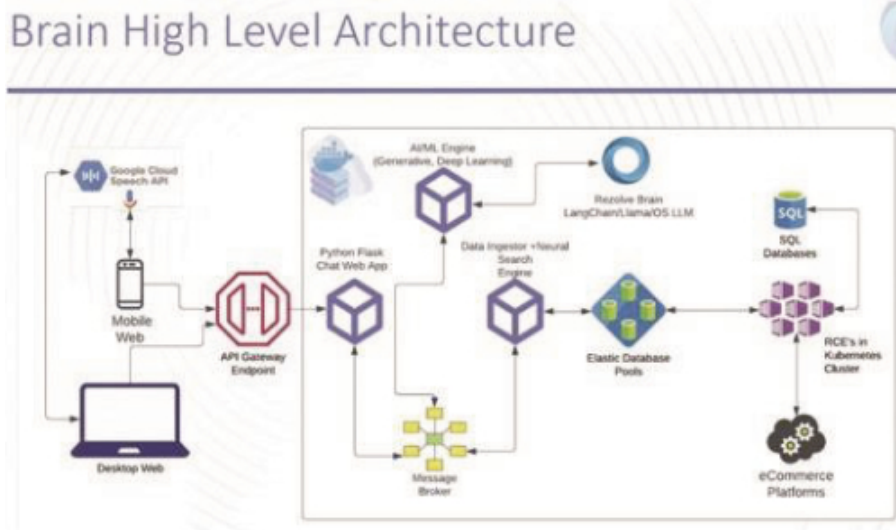 Brain High Level Architecture
Google Cloud
Speech API
AI/ML Engine
(Generative, Deep Learning)
Rezolve Brain
LangChain/Llama/OS LLM
SQL
SQL
Databases
Python Flask
Chat Web App
Data Ingestor +Neural
Search
Engine
Mobile
Web
API Gateway
Endpoint
Elastic Database
Pools
RCE's in
Kubernetes
Cluster
Desktop Web
Message
Broker
eCommerce
Platforms